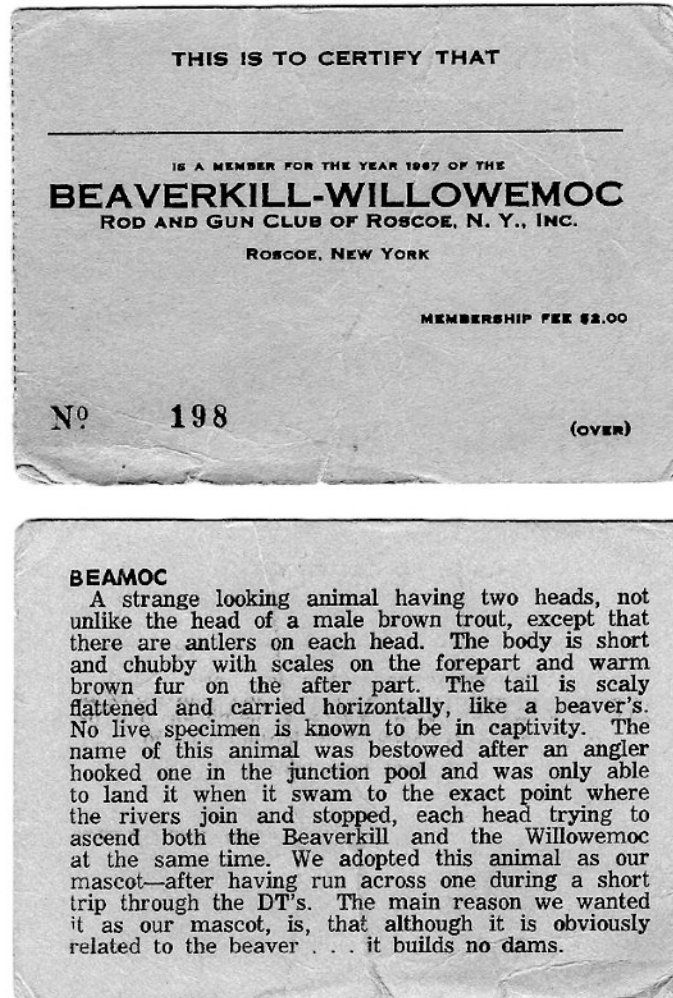 THIS IS TO CERTIFY THAT
IS A MEMBER FOR THE YEAR 1967 OF THE
BEAVERKILL-WILLOWEMOC
ROD AND GUN CLUB OF ROSCOE, N. Y., INC.
ROSCOE, NEW YORK
MEMBERSHIP FEE $2.00
Nº 198
(OVER)
BEAMOC
A strange looking animal having two heads, not
unlike the head of a male brown trout, except that
there are antlers on each head. The body is short
and chubby with scales on the forepart and warm
brown fur on the after part. The tail is scaly
flattened and carried horizontally, like a beaver's.
No live specimen is known to be in captivity. The
name of this animal was bestowed after an angler
hooked one in the junction pool and was only able
to land it when it swam to the exact point where
the rivers join and stopped, each head trying to
ascend both the Beaverkill and the Willowemoc
at the same time. We adopted this animal as our
mascot—after having run across one during a short
trip through the DT's. The main reason we wanted
it as our mascot, is, that although it is obviously
related to the beaver . . . it builds no dams.